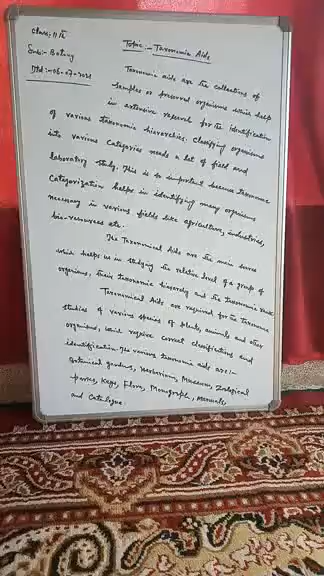 Class:- 11th
Sub:- Botany
Dtd:- 06-07-2021
Topic:- Taxonomia Aids
Taxonomic aids are the collections of
samples or preserved organisms which help
in extensive research for the identification
of various taxonomic hierarchies. Classifying organisms
into various categories needs a lot of field and
laboratory study. This is so important because taxonomic
Categorization helps in identifying many organisms
necessary in various fields like agriculture, industries,
bio-resources etc.
The Taxonomical Aids are the main source
which helps us in studying the relative level of a group of
organisms, their taxonomic hierarchy and the taxonomic rank.
Taxonomical Aids are required for the taxonomic
studies of various species of plants, animals and other
organisms, which require correct classifications and
identification. The various taxonomic aids are:-
Botanical gardens, Herbarium, Museum, Zoological
parks, Keys, Flora, Monograph, Manuals
and Catalogue.